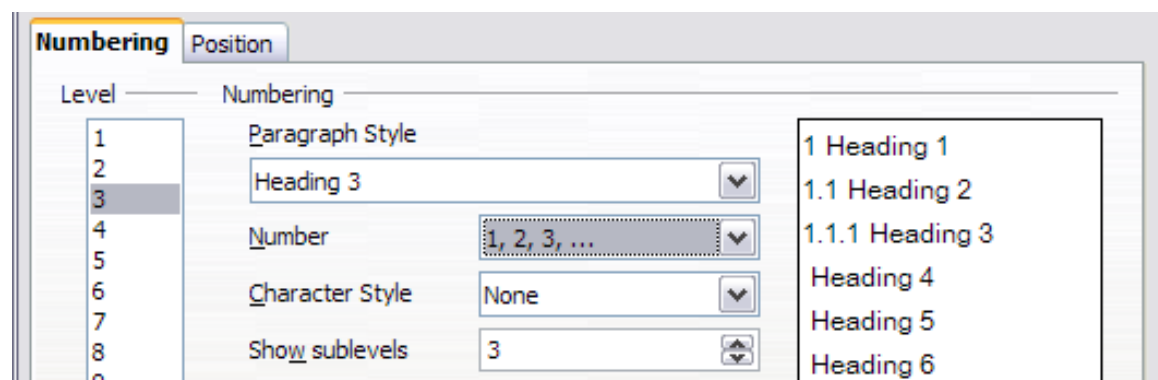 Numbering Position
Level Numbering
1
2
3
4
5
6
7
8
Paragraph Style
Heading 3
Number 1, 2, 3, ...
Character Style None
Show sublevels 3
1 Heading 1
1.1 Heading 2
1.1.1 Heading 3
Heading 4
Heading 5
Heading 6